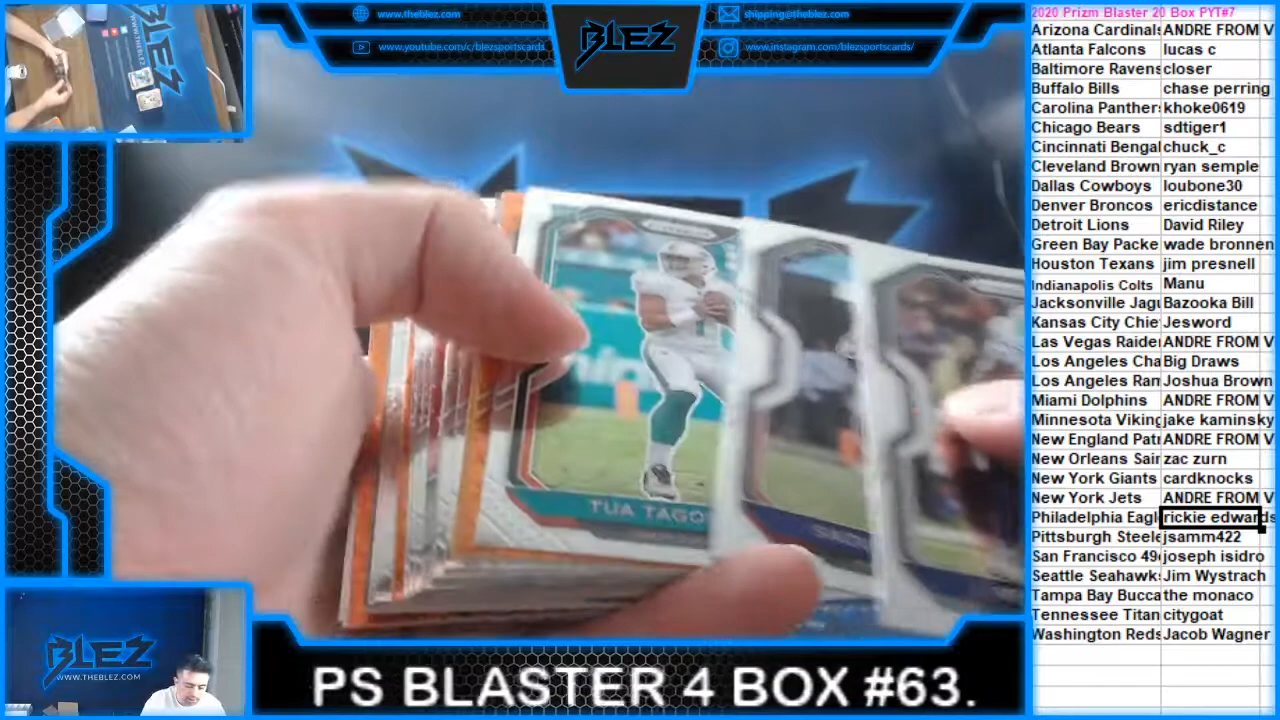 www.theblez.com
www.youtube.com/c/blezsportscards
BLEZ
shipping@theblez.com
www.instagram.com/blezsportscards/
2020 Prizm Blaster 20 Box PYT#7
Arizona Cardinals ANDRE FROM V
Atlanta Falcons lucas c
Baltimore Ravens closer
Buffalo Bills chase perring
Carolina Panthers khoke0619
Chicago Bears sdtiger1
Cincinnati Bengal chuck_c
Cleveland Brown ryan semple
Dallas Cowboys loubone30
Denver Broncos ericdistance
Detroit Lions David Riley
Green Bay Packe wade bronnen
Houston Texans jim presnell
Indianapolis Colts Manu
Jacksonville Jagu Bazooka Bill
Kansas City Chie Jesword
Las Vegas Raider ANDRE FROM V
Los Angeles Cha Big Draws
Los Angeles Ram Joshua Brown
Miami Dolphins ANDRE FROM V
Minnesota Viking jake kaminsky
New England Patr ANDRE FROM V
New Orleans Sain zac zurn
New York Giants cardknocks
New York Jets ANDRE FROM V
Philadelphia Eagl rickie edwards
Pittsburgh Steele jsamm422
San Francisco 49 joseph isidro
Seattle Seahawks Jim Wystrach
Tampa Bay Bucca the monaco
Tennessee Titan citygoat
Washington Reds Jacob Wagner
TUA TAGO
BLEZ
WWW.THEBLEZ
BLEZ
WWW.THEBLEZ.COM
PS BLASTER 4 BOX #63.